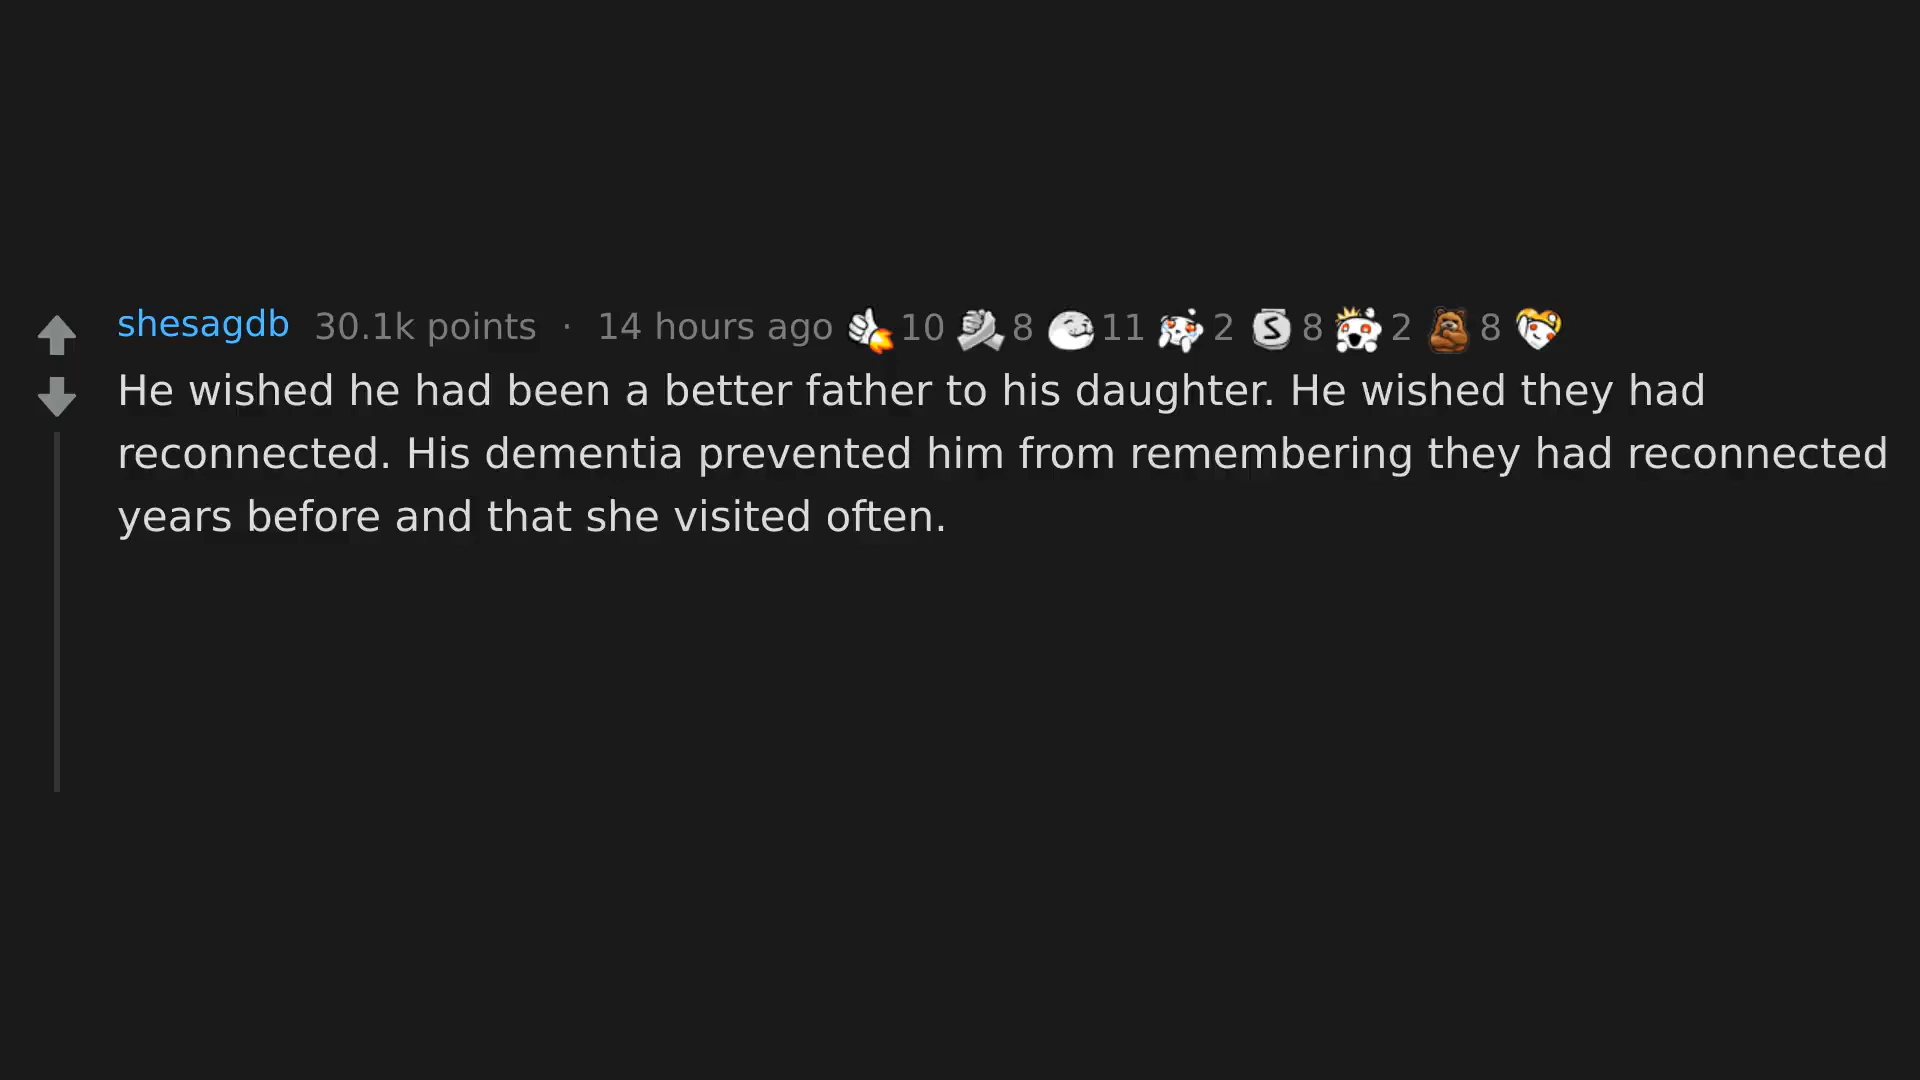 shesagdb 30.1k points · 14 hours ago 10 8 11 2 S 8 2 8
He wished he had been a better father to his daughter. He wished they had
reconnected. His dementia prevented him from remembering they had reconnected
years before and that she visited often.